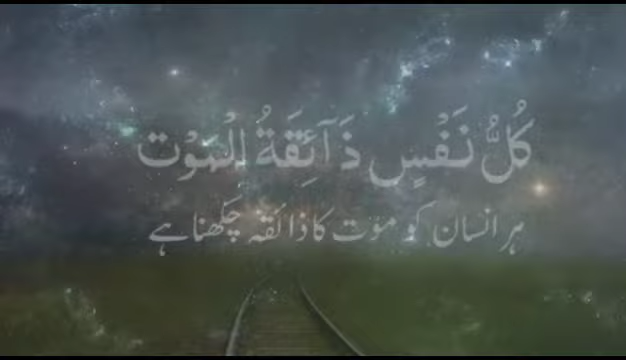 كُلُّ نَفْسٍ ذَآئِقَةُ الْمَوْت
ہر انسان کو موت کا ذائقہ چکھنا ہے